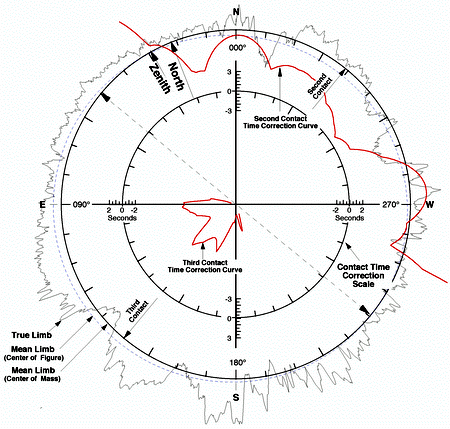 N
000°
North
Zenith
3
0
-3
Second
Contact
Second Contact
Time Correction Curve
E
090°
2 0 -2
Seconds
-2 0 2
Seconds
270°
W
Third Contact
Time Correction Curve
Contact Time
Correction
Scale
Third
Contact
-3
0
3
True Limb
Mean Limb
(Center of Figure)
Mean Limb
(Center of Mass)
180°
S